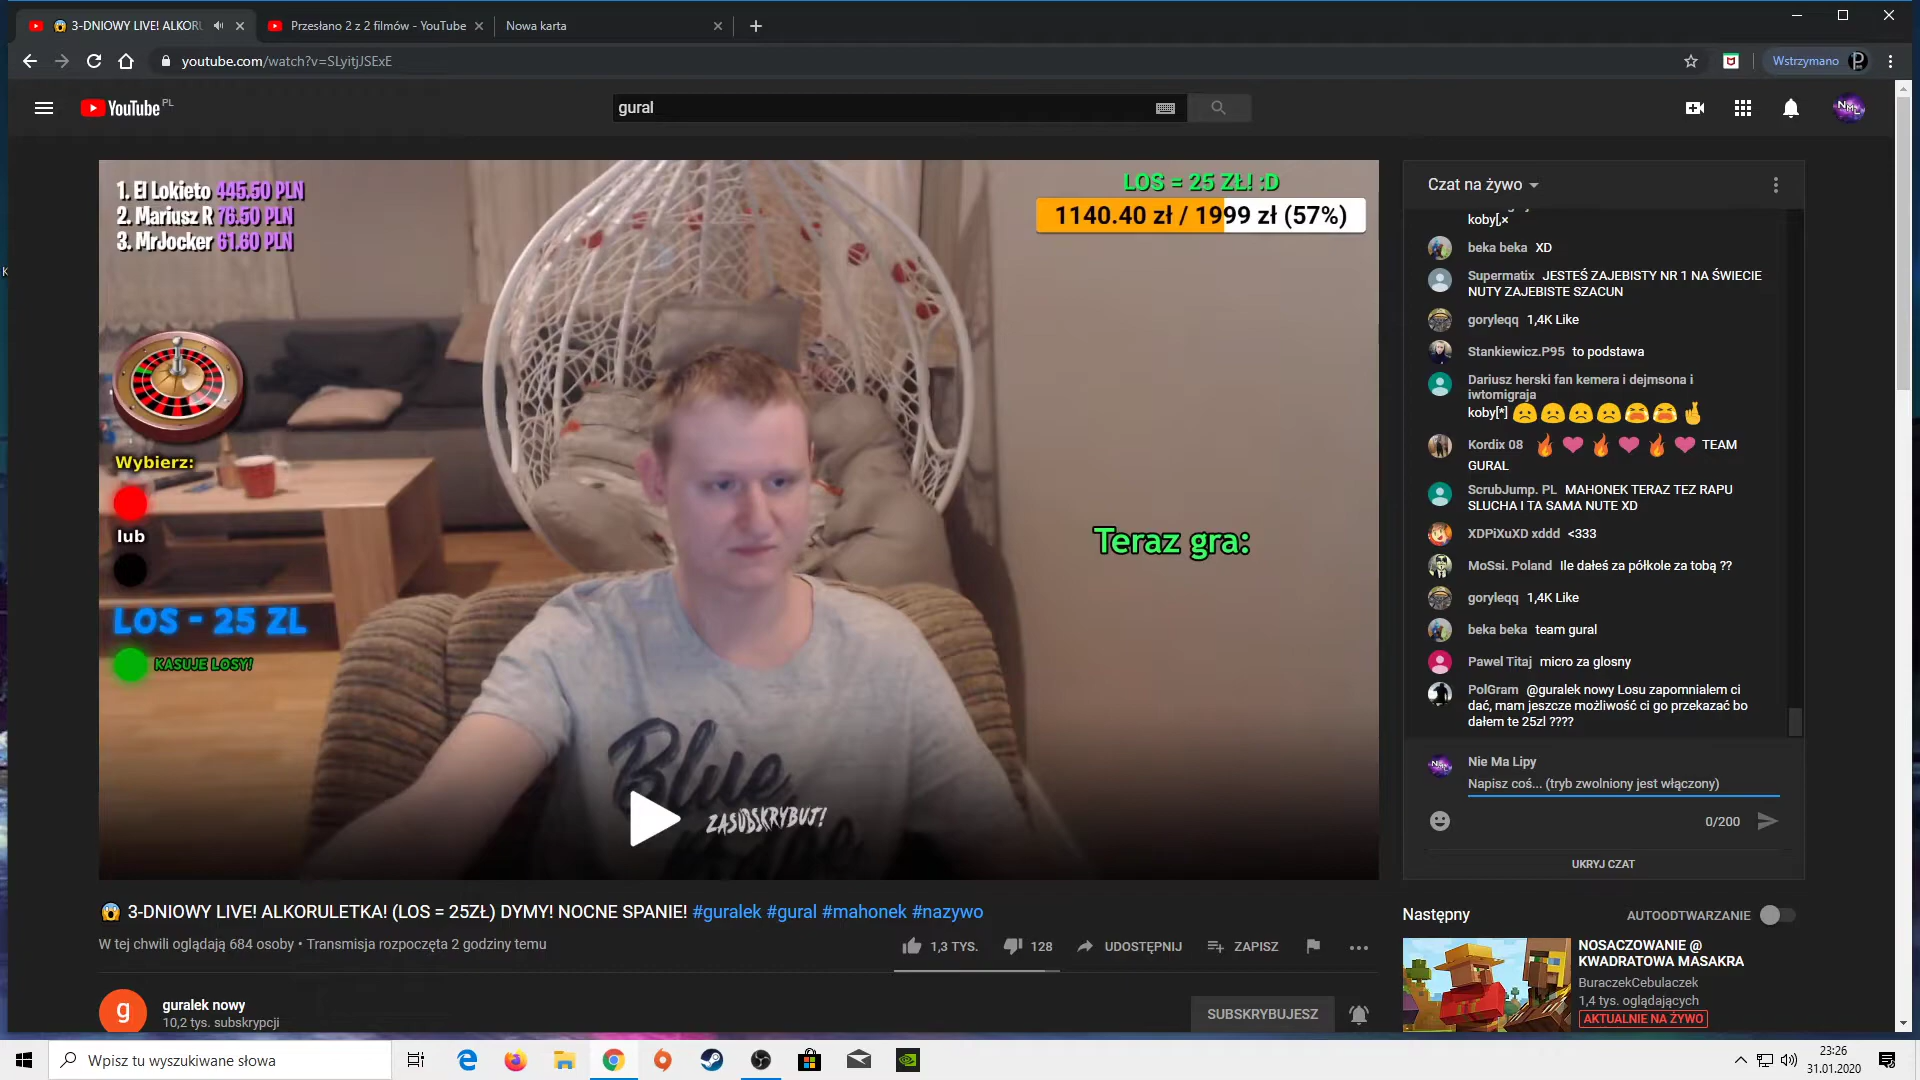 3-DNIOWY LIVE! ALKORU
Przesłano 2 z 2 filmów - YouTube
Nowa karta
youtube.com/watch?v=SLyitjJSExE
Wstrzymano
YouTube PL
gural
1. El Lokieto 445.50 PLN
2. Mariusz R 76.50 PLN
3. MrJocker 61.60 PLN
LOS = 25 ZŁ! :D
1140.40 zł / 1999 zł (57%)
Wybierz:
lub
LOS - 25 ZL
KASUJE LOSY!
Teraz gra:
Blue
ZASUBSKRYBUJ!
Czat na żywo
koby[,×
beka beka XD
Supermatix JESTEŚ ZAJEBISTY NR 1 NA ŚWIECIE
NUTY ZAJEBISTE SZACUN
goryleqq 1,4K Like
Stankiewicz.P95 to podstawa
Dariusz herski fan kemera i dejmsona i
iwtomigraja
koby[*] ☹️☹️☹️☹️😫😫🤞
Kordix 08 🔥❤️🔥❤️🔥❤️ TEAM
GURAL
ScrubJump. PL MAHONEK TERAZ TEZ RAPU
SLUCHA I TA SAMA NUTE XD
XDPiXuXD xddd <333
MoSsi. Poland Ile dałeś za półkole za tobą ??
goryleqq 1,4K Like
beka beka team gural
Pawel Titaj micro za glosny
PolGram @guralek nowy Losu zapomnialem ci
dać, mam jeszcze możliwość ci go przekazać bo
dałem te 25zl ????
Nie Ma Lipy
Napisz coś... (tryb zwolniony jest włączony)
0/200
UKRYJ CZAT
😱 3-DNIOWY LIVE! ALKORULETKA! (LOS = 25ZŁ) DYMY! NOCNE SPANIE! #guralek #gural #mahonek #nazywo
W tej chwili oglądają 684 osoby • Transmisja rozpoczęta 2 godziny temu
1,3 TYS.
128
UDOSTĘPNIJ
ZAPISZ
g
guralek nowy
10,2 tys. subskrypcji
SUBSKRYBUJESZ
Następny
AUTOODTWARZANIE
NOSACZOWANIE @
KWADRATOWA MASAKRA
BuraczekCebulaczek
1,4 tys. oglądających
AKTUALNIE NA ŻYWO
Wpisz tu wyszukiwane słowa
23:26
31.01.2020